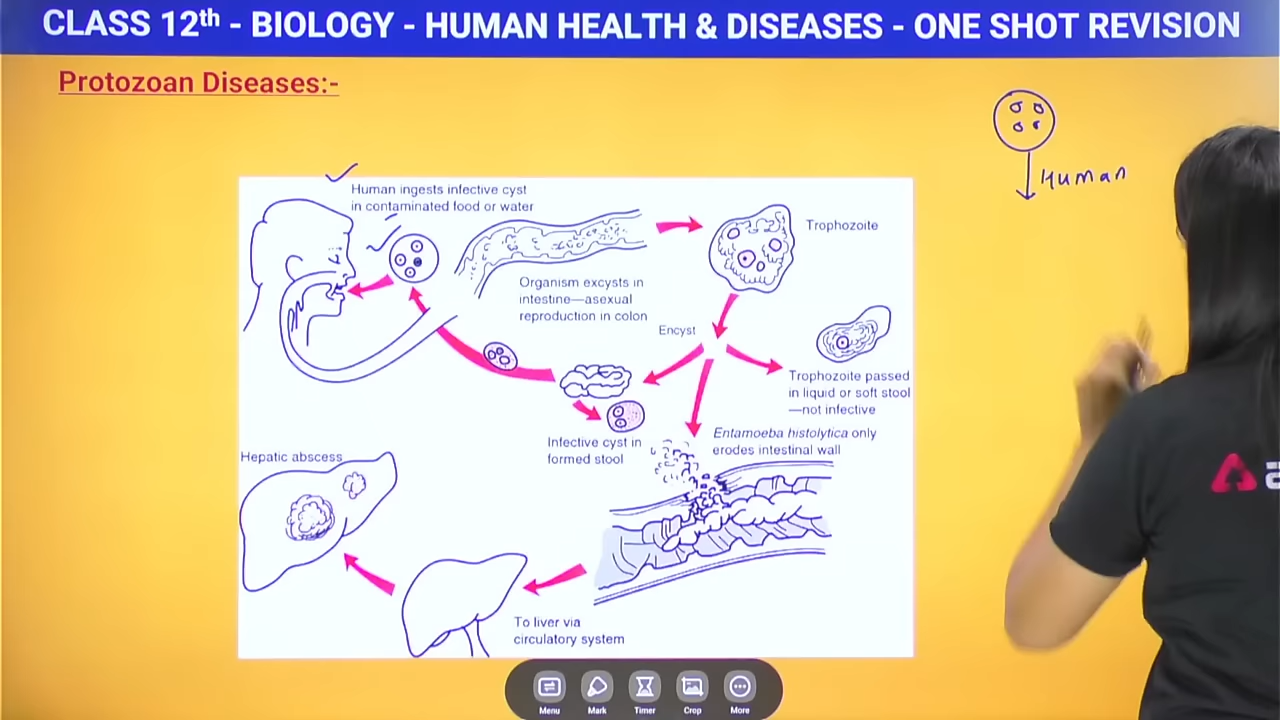 CLASS 12th - BIOLOGY - HUMAN HEALTH & DISEASES - ONE SHOT REVISION
Protozoan Diseases:-
Human
Human ingests infective cyst
in contaminated food or water
Trophozoite
Organism excysts in
intestine—asexual
reproduction in colon
Encyst
Trophozoite passed
in liquid or soft stool
—not infective
Infective cyst in
formed stool
Entamoeba histolytica only
erodes intestinal wall
Hepatic abscess
To liver via
circulatory system
Menu
Mark
Timer
Crop
More